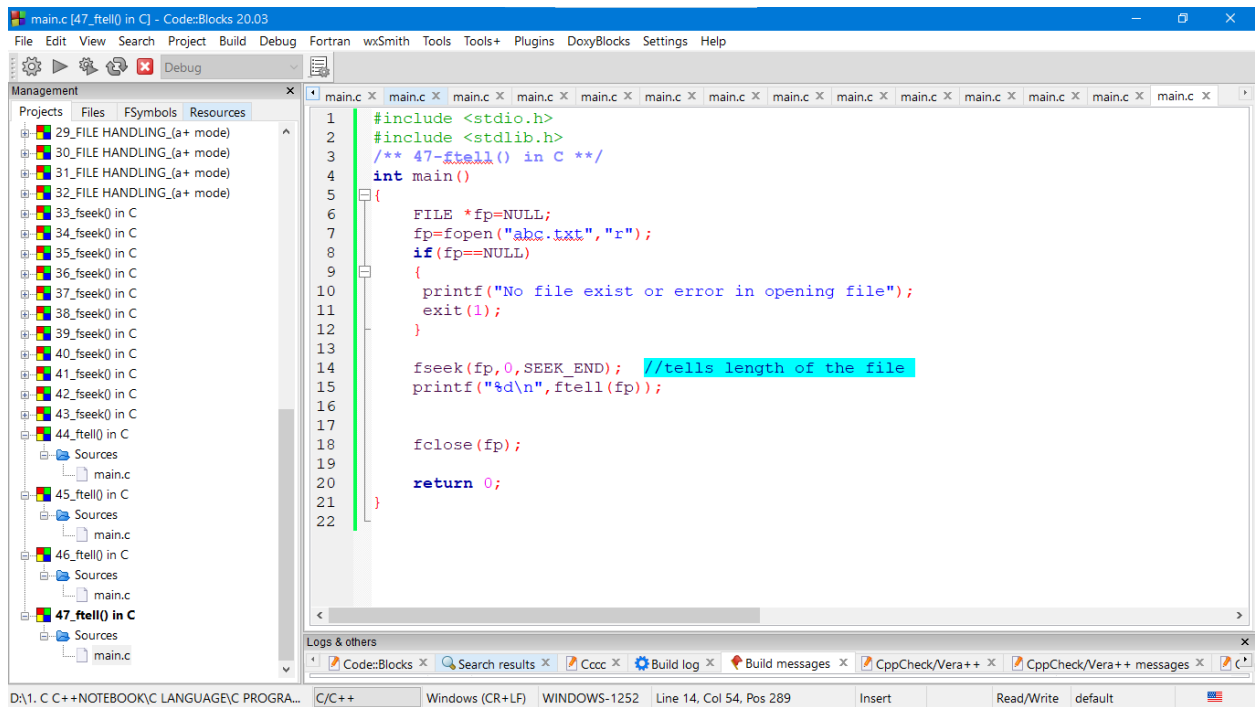 main.c [47_ftell() in C] - Code::Blocks 20.03
File Edit View Search Project Build Debug Fortran wxSmith Tools Tools+ Plugins DoxyBlocks Settings Help
Debug
Management
Projects Files FSymbols Resources
29_FILE HANDLING_(a+ mode)
30_FILE HANDLING_(a+ mode)
31_FILE HANDLING_(a+ mode)
32_FILE HANDLING_(a+ mode)
33_fseek() in C
34_fseek() in C
35_fseek() in C
36_fseek() in C
37_fseek() in C
38_fseek() in C
39_fseek() in C
40_fseek() in C
41_fseek() in C
42_fseek() in C
43_fseek() in C
44_ftell() in C
Sources
main.c
45_ftell() in C
Sources
main.c
46_ftell() in C
Sources
main.c
47_ftell() in C
Sources
main.c
main.c main.c main.c main.c main.c main.c main.c main.c main.c main.c main.c main.c main.c main.c
1 #include <stdio.h>
2 #include <stdlib.h>
3 /** 47-ftell() in C **/
4 int main()
5 {
6 FILE *fp=NULL;
7 fp=fopen("abc.txt","r");
8 if(fp==NULL)
9 {
10 printf("No file exist or error in opening file");
11 exit(1);
12 }
13
14 fseek(fp,0,SEEK_END); //tells length of the file
15 printf("%d\n",ftell(fp));
16
17
18 fclose(fp);
19
20 return 0;
21 }
22
Logs & others
Code::Blocks Search results Cccc Build log Build messages CppCheck/Vera++ CppCheck/Vera++ messages
D:\1. C C++NOTEBOOK\C LANGUAGE\C PROGRA... C/C++ Windows (CR+LF) WINDOWS-1252 Line 14, Col 54, Pos 289 Insert Read/Write default